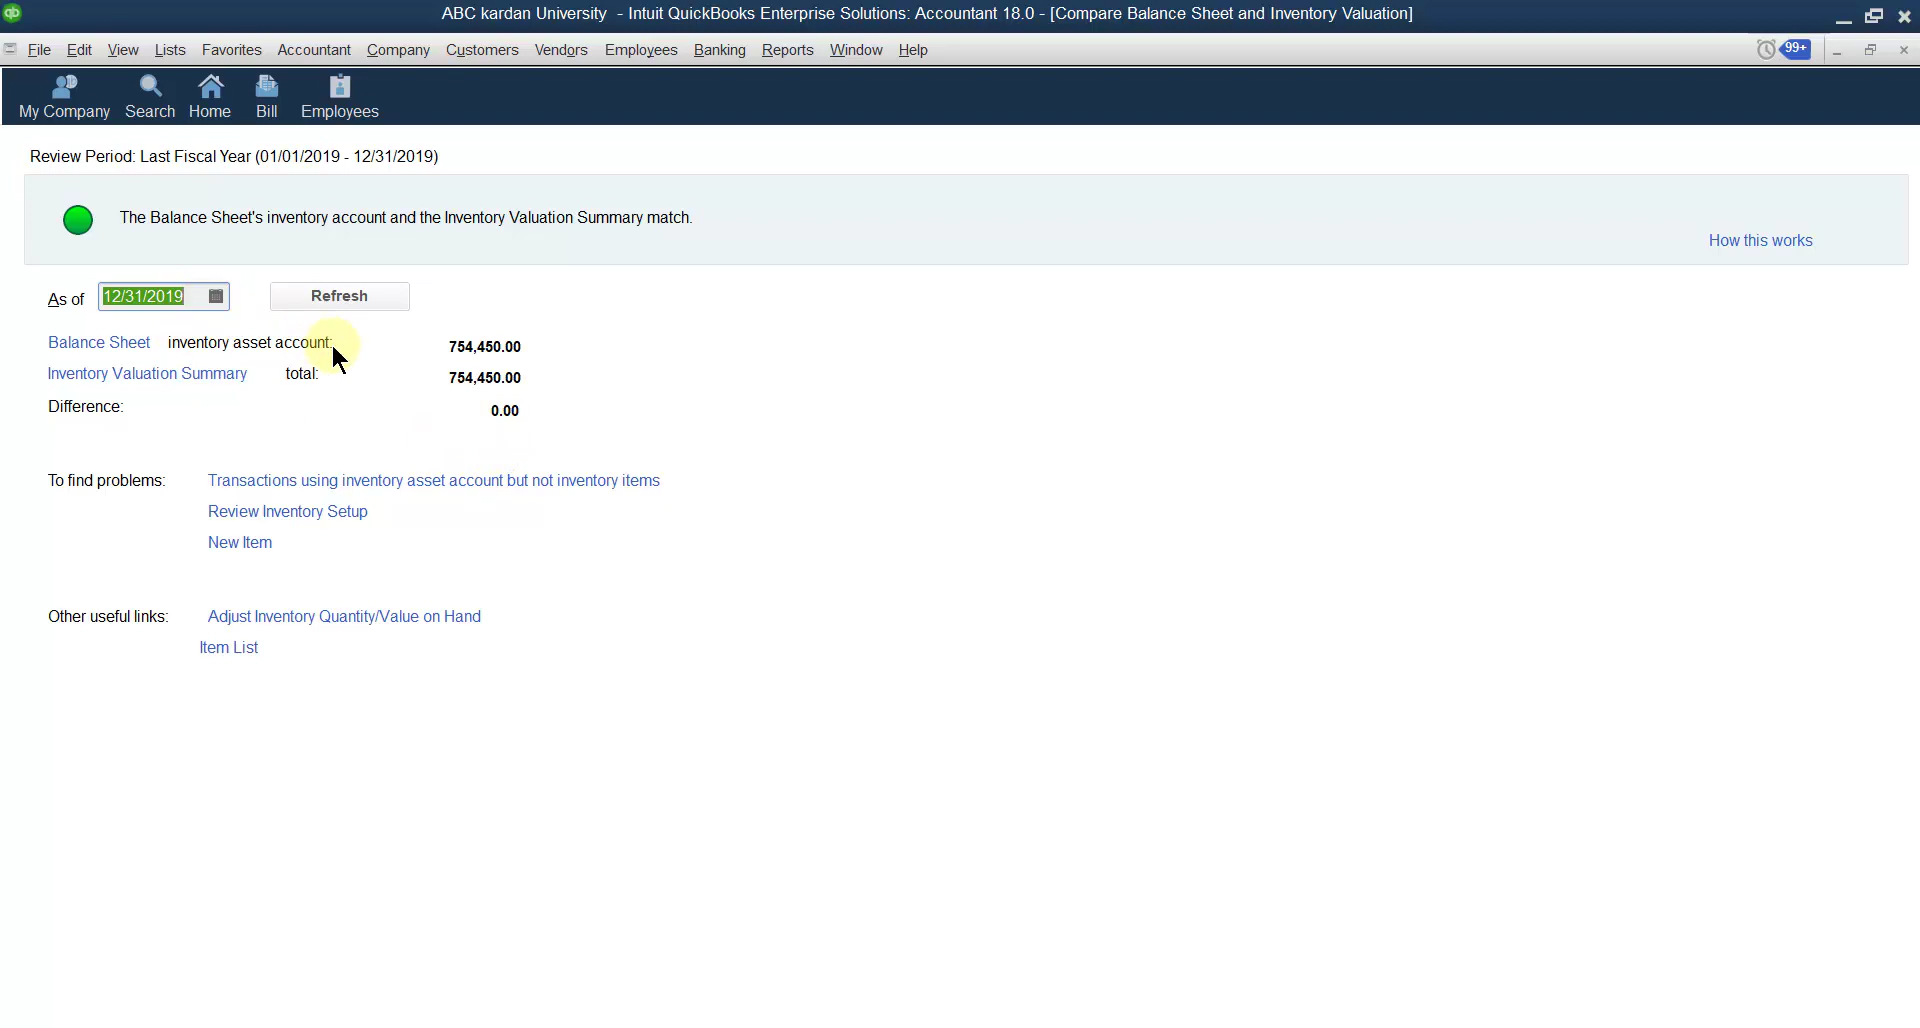 ABC kardan University - Intuit QuickBooks Enterprise Solutions: Accountant 18.0 - [Compare Balance Sheet and Inventory Valuation]
File Edit View Lists Favorites Accountant Company Customers Vendors Employees Banking Reports Window Help 99+
My Company Search Home Bill Employees
Review Period: Last Fiscal Year (01/01/2019 - 12/31/2019)
The Balance Sheet's inventory account and the Inventory Valuation Summary match.
How this works
As of 12/31/2019 Refresh
Balance Sheet inventory asset account: 754,450.00
Inventory Valuation Summary total: 754,450.00
Difference: 0.00
To find problems: Transactions using inventory asset account but not inventory items
Review Inventory Setup
New Item
Other useful links: Adjust Inventory Quantity/Value on Hand
Item List